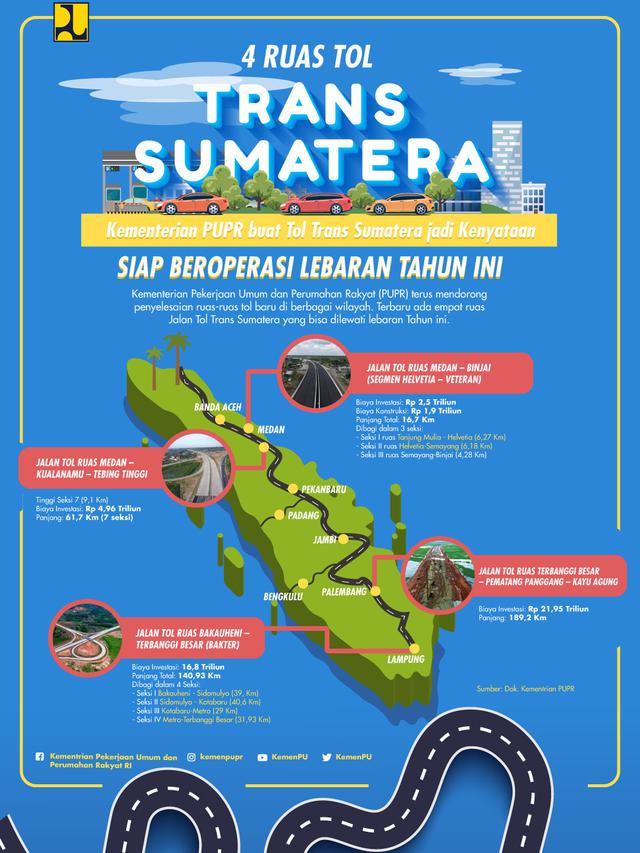 4 RUAS TOL
TRANS
SUMATERA
Kementerian PUPR buat Tol Trans Sumatera jadi Kenyataan
SIAP BEROPERASI LEBARAN TAHUN INI
Kementerian Pekerjaan Umum dan Perumahan Rakyat (PUPR) terus mendorong
penyelesaian ruas-ruas tol baru di berbagai wilayah. Terbaru ada empat ruas
Jalan Tol Trans Sumatera yang bisa dilewati lebaran Tahun ini.
JALAN TOL RUAS MEDAN – BINJAI
(SEGMEN HELVETIA – VETERAN)
Biaya Investasi: Rp 2,5 Triliun
Biaya Konstruksi: Rp 1,9 Triliun
Panjang Total: 16,7 Km
Dibagi dalam 3 seksi:
- Seksi I ruas Tanjung Mulia - Helvetia (6,27 Km)
- Seksi II ruas Helvetia-Semayang (6,18 Km)
- Seksi III ruas Semayang-Binjai (4,28 Km)
BANDA ACEH
MEDAN
JALAN TOL RUAS MEDAN –
KUALANAMU – TEBING TINGGI
Tinggi Seksi 7 (9,1 Km)
Biaya Investasi: Rp 4,96 Triliun
Panjang: 61,7 Km (7 seksi)
PEKANBARU
PADANG
JAMBI
PALEMBANG
BENGKULU
LAMPUNG
JALAN TOL RUAS TERBANGGI BESAR
– PEMATANG PANGGANG – KAYU AGUNG
Biaya Investasi: Rp 21,95 Triliun
Panjang: 189,2 Km
JALAN TOL RUAS BAKAUHENI –
TERBANGGI BESAR (BAKTER)
Biaya Investasi: 16,8 Triliun
Panjang Total: 140,93 Km
Dibagi dalam 4 Seksi:
- Seksi I Bakauheni - Sidomulyo (39, Km)
- Seksi II Sidomulyo - Kotabaru (40,6 Km)
- Seksi III Kotabaru-Metro (29 Km)
- Seksi IV Metro-Terbanggi Besar (31,93 Km)
Sumber: Dok. Kementrian PUPR
Kementrian Pekerjaan Umum dan
Perumahan Rakyat RI
kemenpupr
KemenPU
KemenPU